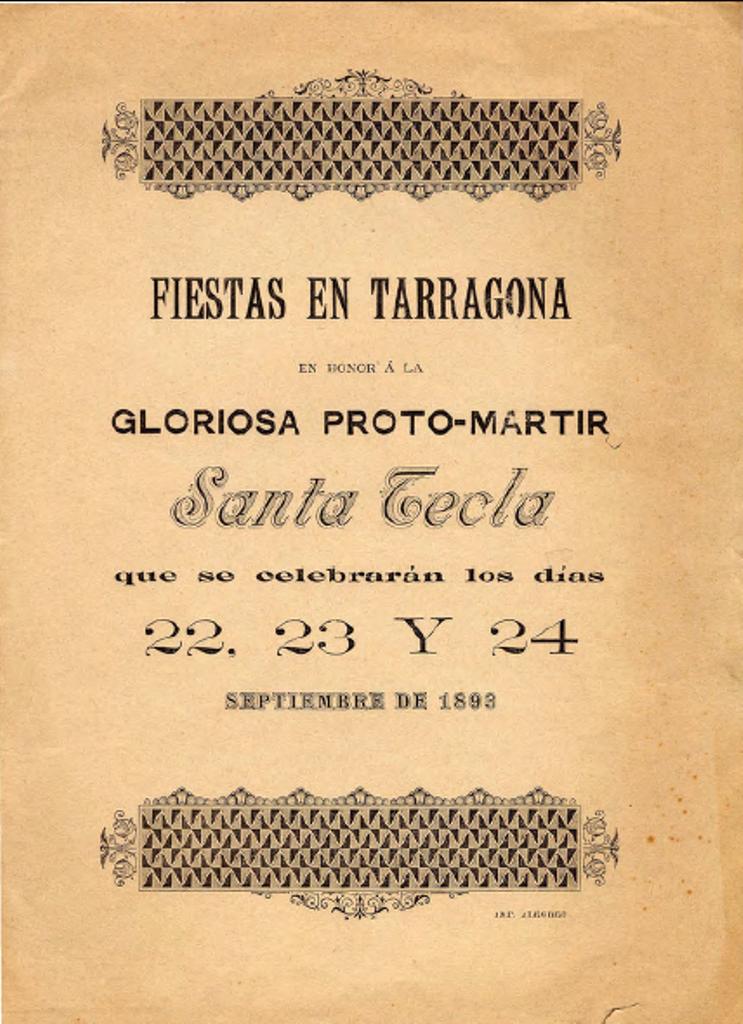 FIESTAS EN TARRAGONA
EN HONOR Á LA
GLORIOSA PROTO-MARTIR
Santa Tecla
que se celebrarán los días
22, 23 Y 24
SEPTIEMBRE DE 1893
IMP.